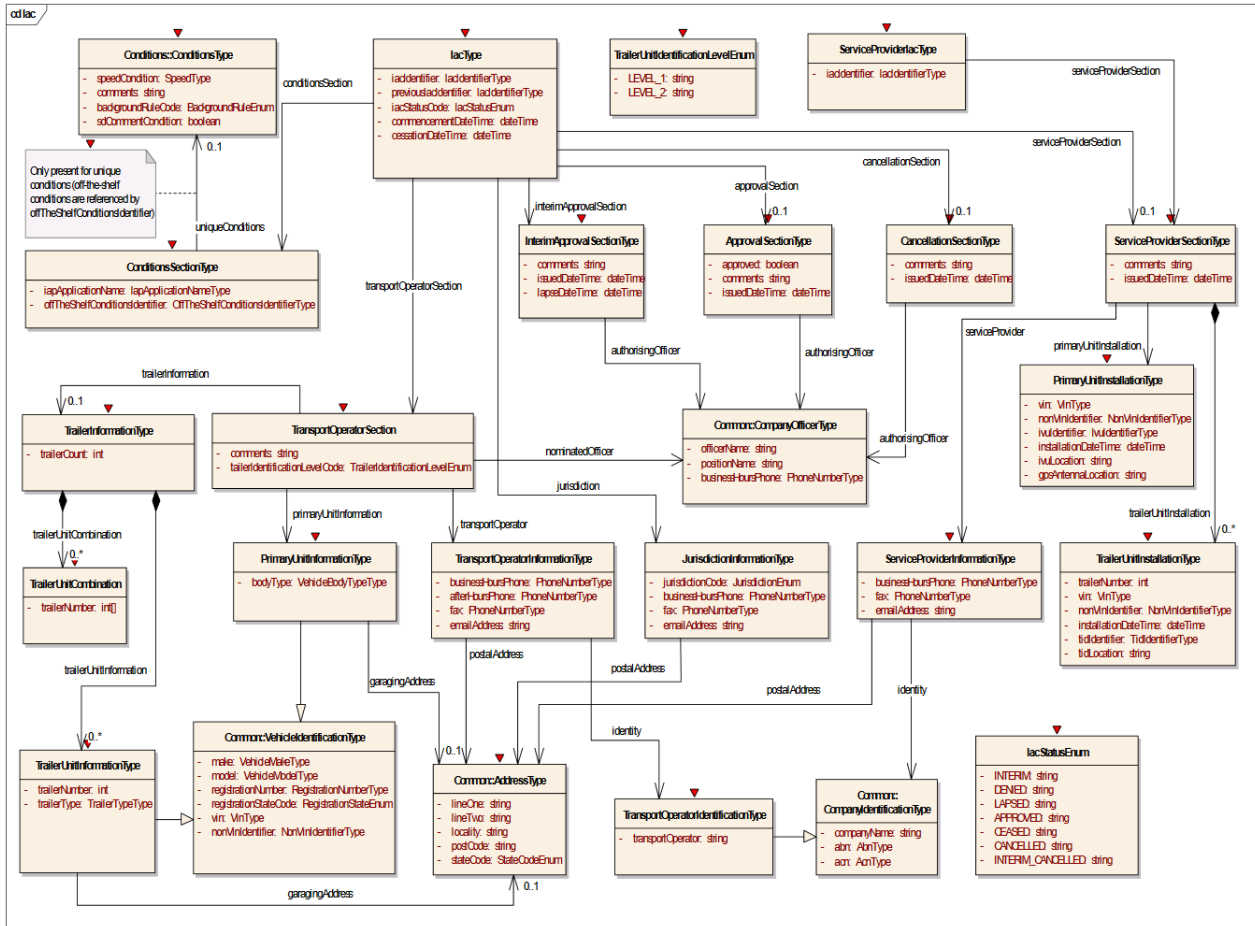 cd Iac
Conditions::ConditionsType
- speedCondition: SpeedType
- comments: string
- backgroundRuleCode: BackgroundRuleEnum
- sdCommentCondition: boolean
conditionsSection
IacType
- iacIdentifier: IacIdentifierType
- previousIacIdentifier: IacIdentifierType
- iacStatusCode: IacStatusEnum
- commencementDateTime: dateTime
- cessationDateTime: dateTime
TrailerUnitIdentificationLevelEnum
- LEVEL_1: string
- LEVEL_2: string
ServiceProviderIacType
- iacIdentifier: IacIdentifierType
serviceProviderSection
0..1
Only present for unique
conditions (off-the-shelf
conditions are referenced by
offTheShelfConditionsIdentifier)
uniqueConditions
serviceProviderSection
cancellationSection
approvalSection
interimApprovalSection
0..1
0..1
0..1
ConditionsSectionType
- iapApplicationName: IapApplicationNameType
- offTheShelfConditionsIdentifier: OffTheShelfConditionsIdentifierType
transportOperatorSection
InterimApprovalSectionType
- comments: string
- issuedDateTime: dateTime
- lapseDateTime: dateTime
ApprovalSectionType
- approved: boolean
- comments: string
- issuedDateTime: dateTime
CancellationSectionType
- comments: string
- issuedDateTime: dateTime
ServiceProviderSectionType
- comments: string
- issuedDateTime: dateTime
authorisingOfficer
authorisingOfficer
serviceProvider
primaryUnitInstallation
trailerInformation
0..1
PrimaryUnitInstallationType
- vin: VinType
- nonVinIdentifier: NonVinIdentifierType
- ivuIdentifier: IvuIdentifierType
- installationDateTime: dateTime
- ivuLocation: string
- gpsAntennaLocation: string
TrailerInformationType
- trailerCount: int
TransportOperatorSection
- comments: string
- tailerIdentificationLevelCode: TrailerIdentificationLevelEnum
nominatedOfficer
Common::CompanyOfficerType
- officerName: string
- positionName: string
- businessHoursPhone: PhoneNumberType
authorisingOfficer
jurisdiction
trailerUnitInstallation
0..*
primaryUnitInformation
transportOperator
trailerUnitCombination
0..*
TrailerUnitCombination
- trailerNumber: int[]
PrimaryUnitInformationType
- bodyType: VehicleBodyTypeType
TransportOperatorInformationType
- businessHoursPhone: PhoneNumberType
- afterHoursPhone: PhoneNumberType
- fax: PhoneNumberType
- emailAddress: string
JurisdictionInformationType
- jurisdictionCode: JurisdictionEnum
- businessHoursPhone: PhoneNumberType
- fax: PhoneNumberType
- emailAddress: string
ServiceProviderInformationType
- businessHoursPhone: PhoneNumberType
- fax: PhoneNumberType
- emailAddress: string
TrailerUnitInstallationType
- trailerNumber: int
- vin: VinType
- nonVinIdentifier: NonVinIdentifierType
- installationDateTime: dateTime
- tidIdentifier: TidIdentifierType
- tidLocation: string
trailerUnitInformation
0..*
garagingAddress
postalAddress
postalAddress
postalAddress
identity
identity
0..1
TrailerUnitInformationType
- trailerNumber: int
- trailerType: TrailerTypeType
Common::VehicleIdentificationType
- make: VehicleMakeType
- model: VehicleModelType
- registrationNumber: RegistrationNumberType
- registrationStateCode: RegistrationStateEnum
- vin: VinType
- nonVinIdentifier: NonVinIdentifierType
Common::AddressType
- lineOne: string
- lineTwo: string
- locality: string
- postCode: string
- stateCode: StateCodeEnum
TransportOperatorIdentificationType
- transportOperator: string
Common::
CompanyIdentificationType
- companyName: string
- abn: AbnType
- acn: AcnType
IacStatusEnum
- INTERIM: string
- DENIED: string
- LAPSED: string
- APPROVED: string
- CEASED: string
- CANCELLED: string
- INTERIM_CANCELLED: string
garagingAddress
0..1